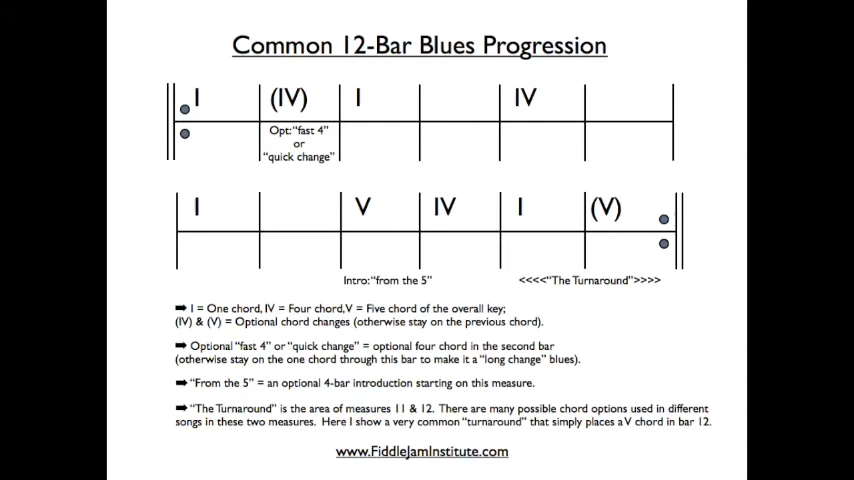 Common 12-Bar Blues Progression
I (IV) I IV
Opt: "fast 4"
or
"quick change"
I V IV I (V)
Intro: "from the 5" <<<<"The Turnaround">>>>
➡ I = One chord, IV = Four chord, V = Five chord of the overall key;
(IV) & (V) = Optional chord changes (otherwise stay on the previous chord).
➡ Optional "fast 4" or "quick change" = optional four chord in the second bar
(otherwise stay on the one chord through this bar to make it a "long change" blues).
➡ "From the 5" = an optional 4-bar introduction starting on this measure.
➡ "The Turnaround" is the area of measures 11 & 12. There are many possible chord options used in different
songs in these two measures. Here I show a very common "turnaround" that simply places a V chord in bar 12.
www.FiddleJamInstitute.com